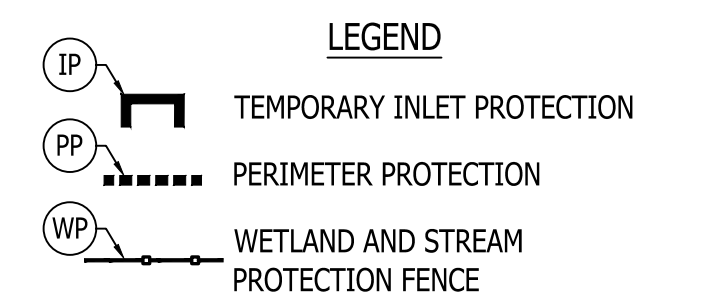 LEGEND
IP
TEMPORARY INLET PROTECTION
PP
PERIMETER PROTECTION
WP
WETLAND AND STREAM
PROTECTION FENCE